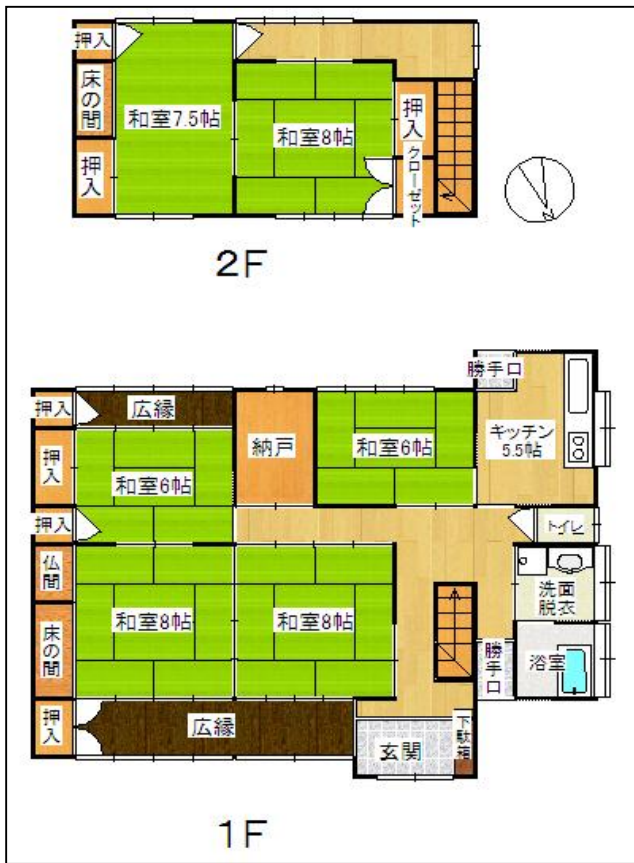 押入
床の間
和室7.5帖
和室8帖
押入
押入
クローゼット
2F
勝手口
押入
広縁
納戸
和室6帖
キッチン
5.5帖
押入
和室6帖
押入
トイレ
仏間
和室8帖
和室8帖
洗面
脱衣
床の間
勝手口
浴室
押入
広縁
玄関
下駄箱
1F